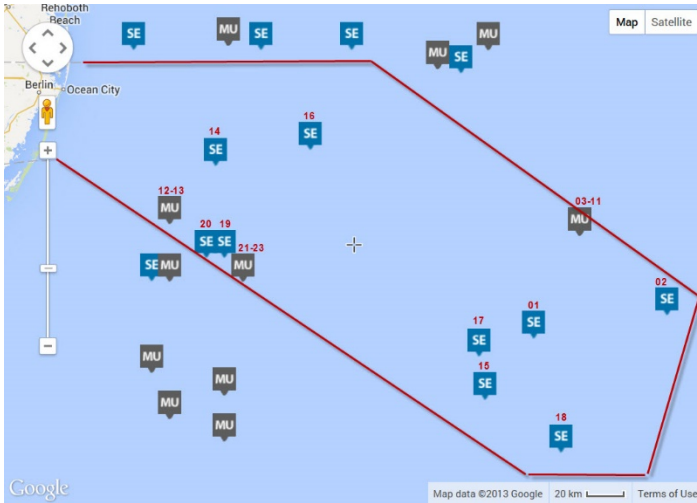 Rehoboth
Beach
SE
MU
SE
SE
MU
MU
SE
Map
Satellite
Berlin
Ocean City
14
SE
16
SE
12-13
MU
03-11
MU
20
19
SE
SE
21-23
MU
SE
MU
02
SE
01
SE
17
SE
15
SE
MU
MU
MU
MU
18
SE
Google
Map data ©2013 Google
20 km
Terms of Use